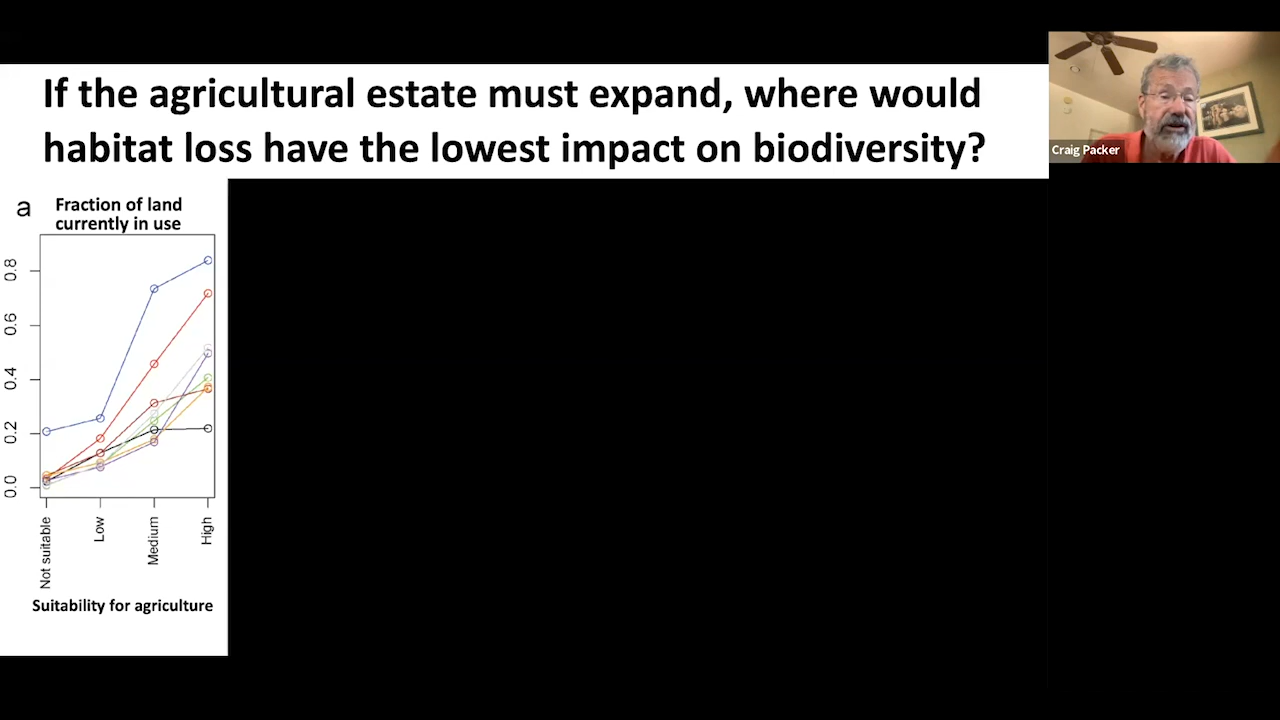 If the agricultural estate must expand, where would
habitat loss have the lowest impact on biodiversity?
Craig Packer
a
Fraction of land
currently in use
0.8
0.6
0.4
0.2
0.0
Not suitable
Low
Medium
High
Suitability for agriculture